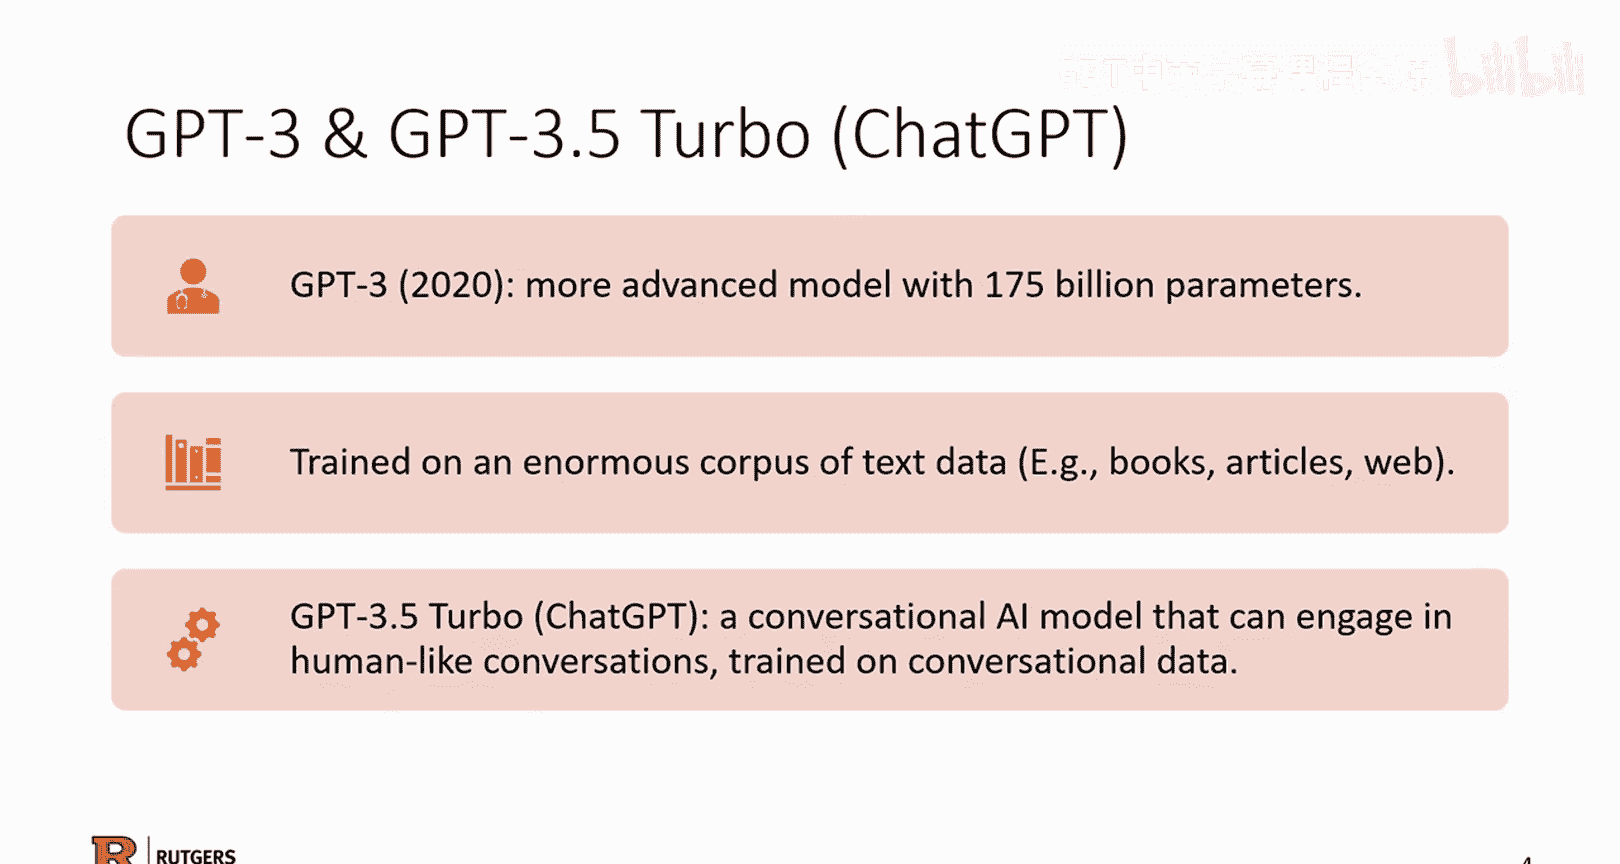 bilibili
GPT-3 & GPT-3.5 Turbo (ChatGPT)
GPT-3 (2020): more advanced model with 175 billion parameters.
Trained on an enormous corpus of text data (E.g., books, articles, web).
GPT-3.5 Turbo (ChatGPT): a conversational AI model that can engage in
human-like conversations, trained on conversational data.
R RUTGERS
4